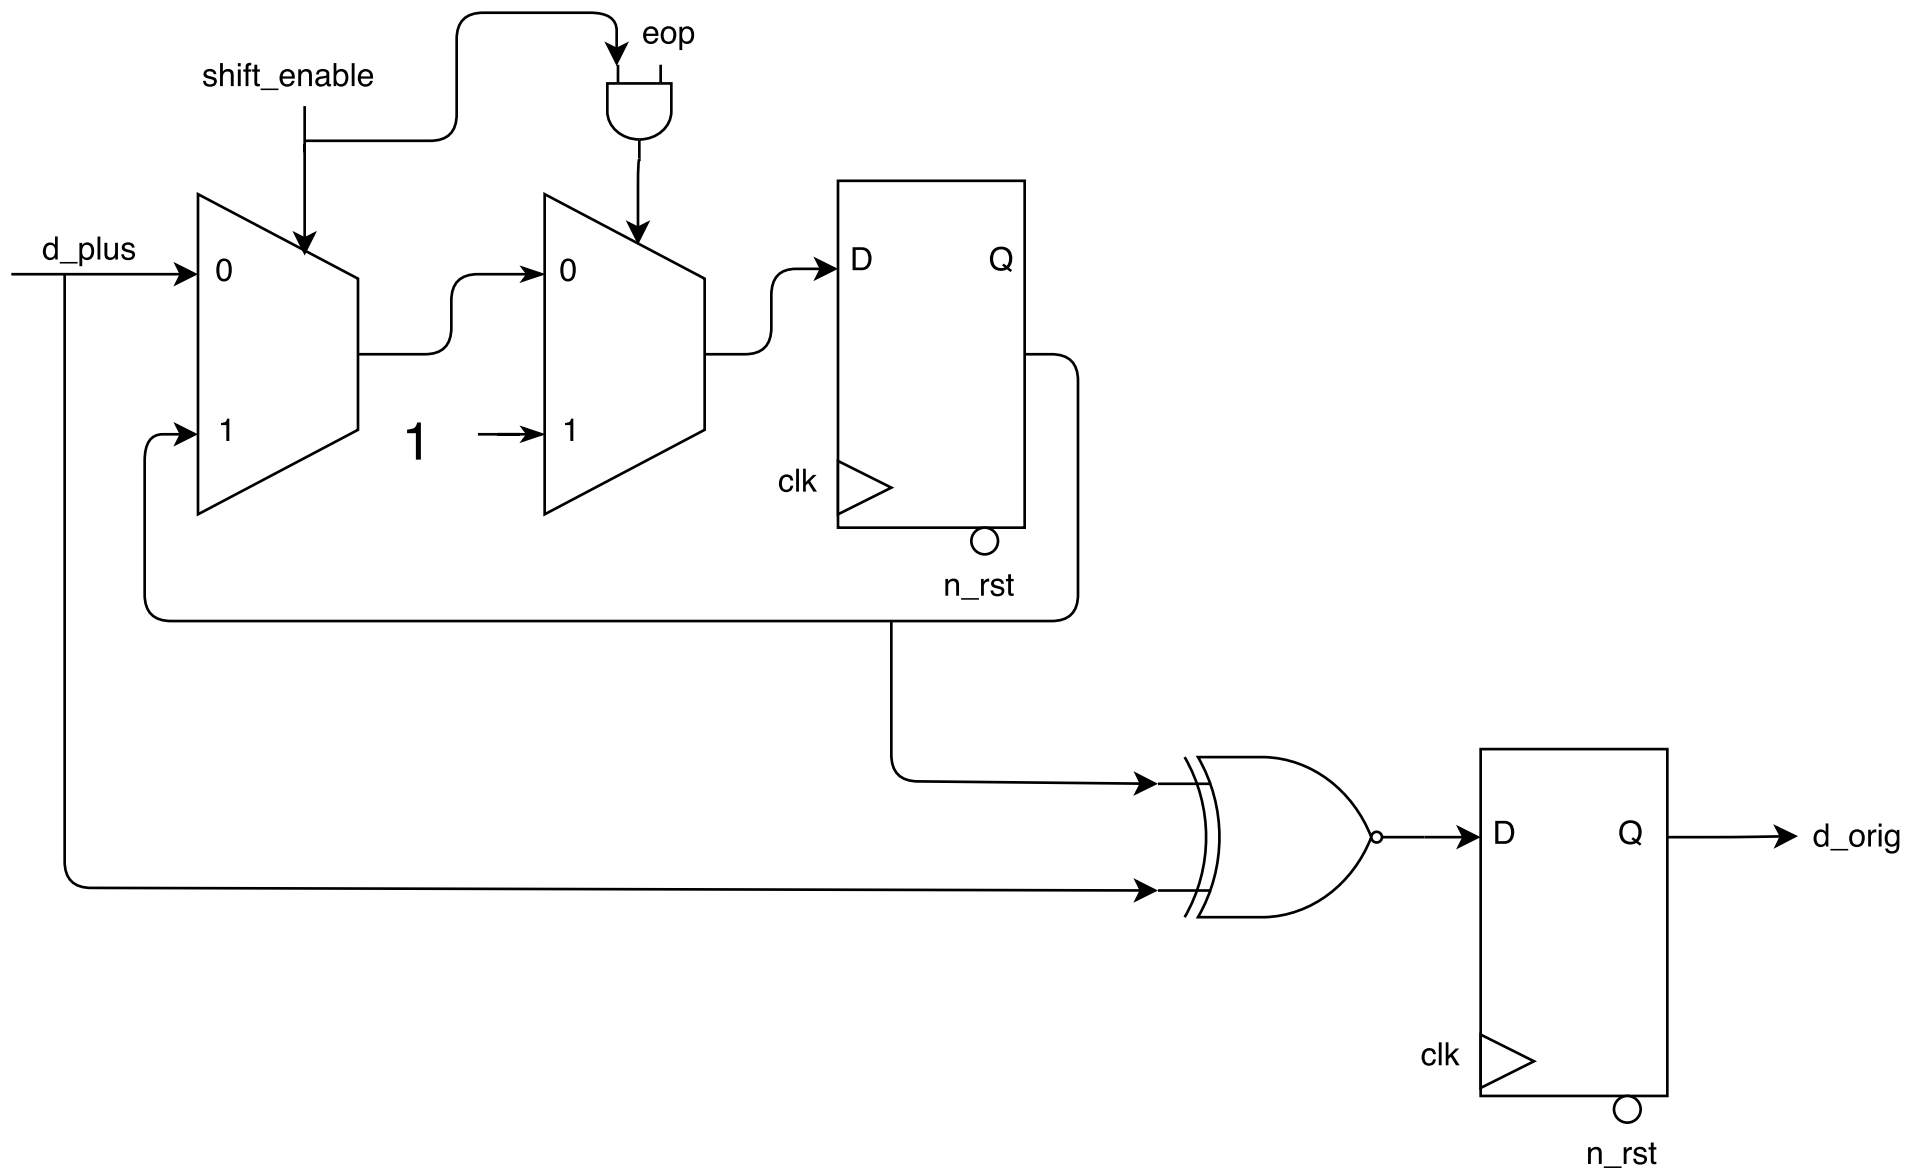 eop
shift_enable
d_plus
0
0
D
Q
1
1
1
clk
n_rst
D
Q
d_orig
clk
n_rst